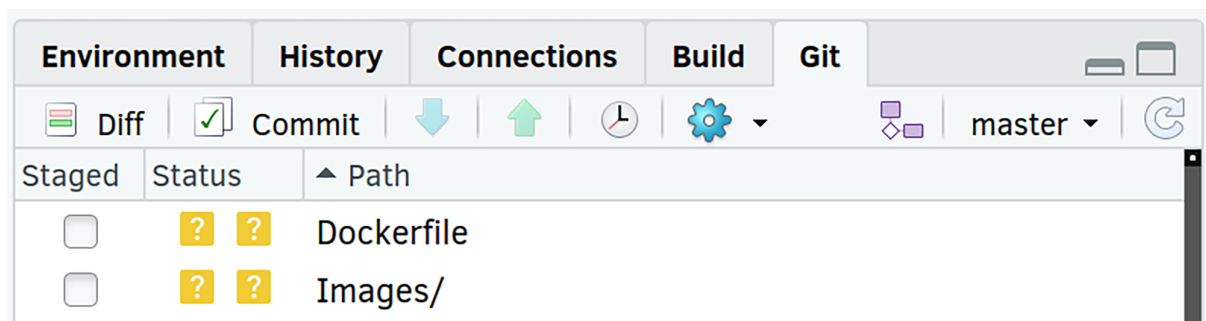 Environment History Connections Build Git
Diff Commit master
Staged Status Path
? ? Dockerfile
? ? Images/